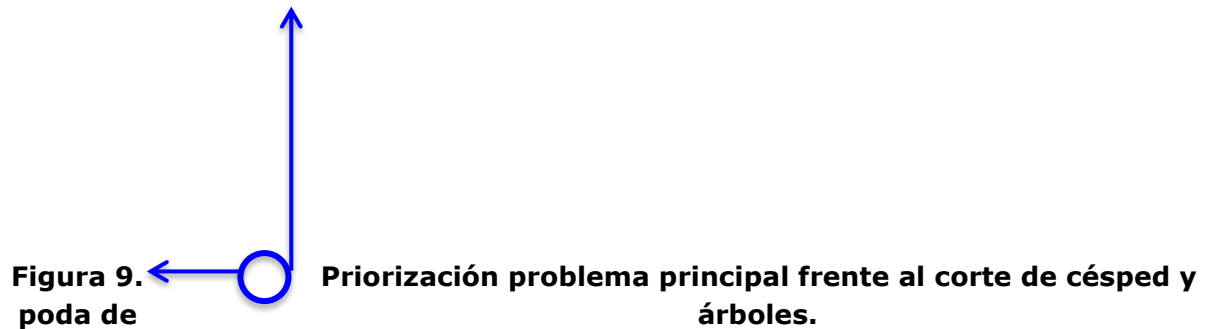 Figura 9. Priorización problema principal frente al corte de césped y
poda de árboles.